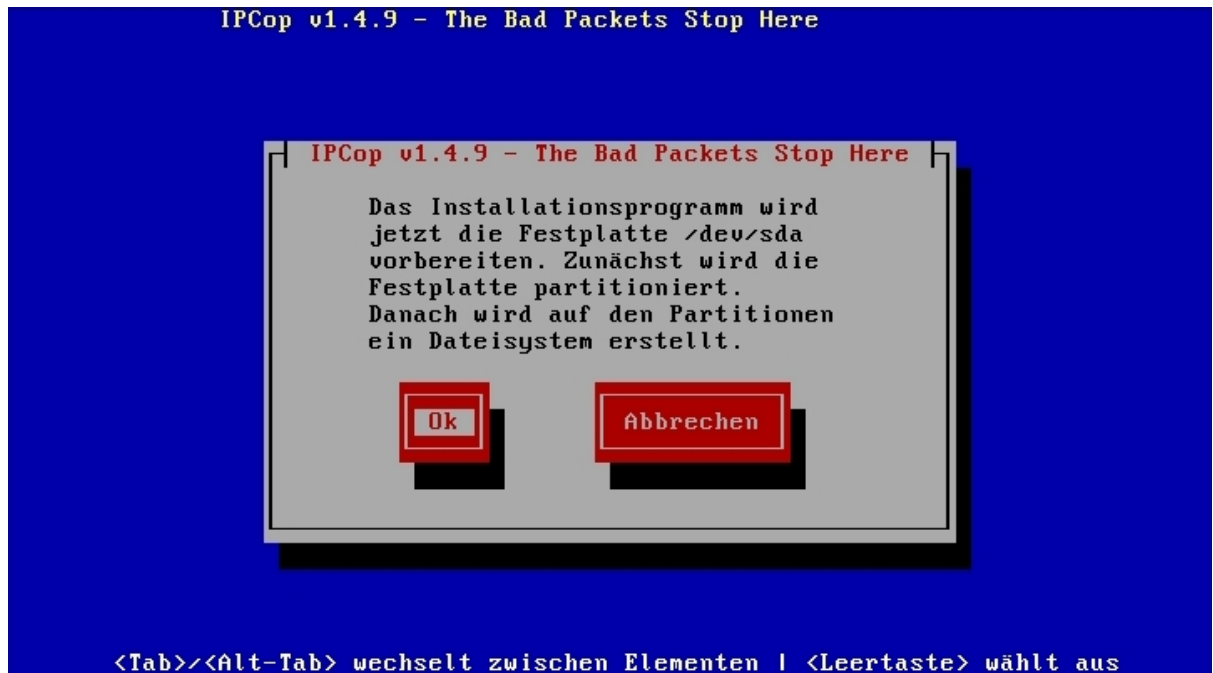 IPCop v1.4.9 - The Bad Packets Stop Here
IPCop v1.4.9 - The Bad Packets Stop Here
Das Installationsprogramm wird
jetzt die Festplatte /dev/sda
vorbereiten. Zunächst wird die
Festplatte partitioniert.
Danach wird auf den Partitionen
ein Dateisystem erstellt.
Ok
Abbrechen
<Tab>/<Alt-Tab> wechselt zwischen Elementen | <Leertaste> wählt aus